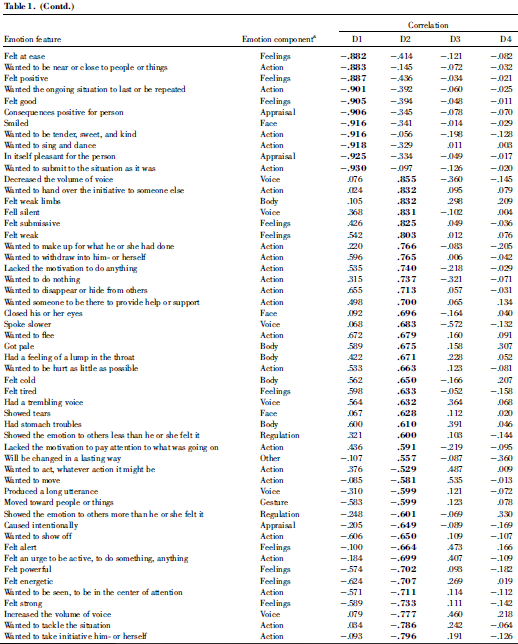 Table 1. (Contd.)
Correlation
Emotion feature Emotion componentᵃ D1 D2 D3 D4
Felt at ease Feelings −.882 −.414 −.121 −.082
Wanted to be near or close to people or things Action −.883 −.145 −.072 −.032
Felt positive Feelings −.887 −.436 −.034 −.021
Wanted the ongoing situation to last or be repeated Action −.901 −.392 −.060 −.025
Felt good Feelings −.905 −.394 −.048 −.011
Consequences positive for person Appraisal −.906 −.345 −.078 −.070
Smiled Face −.916 −.341 −.014 −.029
Wanted to be tender, sweet, and kind Action −.916 −.056 −.198 −.128
Wanted to sing and dance Action −.918 −.329 .011 .003
In itself pleasant for the person Appraisal −.925 −.334 −.049 −.017
Wanted to submit to the situation as it was Action −.930 −.097 −.126 −.020
Decreased the volume of voice Voice .076 .855 −.360 −.145
Wanted to hand over the initiative to someone else Action .024 .832 .095 .079
Felt weak limbs Body .105 .832 .298 .209
Fell silent Voice .368 .831 −.102 .004
Felt submissive Feelings .426 .825 .049 −.036
Felt weak Feelings .542 .803 .012 .076
Wanted to make up for what he or she had done Action .220 .766 −.083 −.205
Wanted to withdraw into him- or herself Action .596 .765 .006 −.042
Lacked the motivation to do anything Action .535 .740 −.218 −.029
Wanted to do nothing Action .315 .737 −.321 −.071
Wanted to disappear or hide from others Action .655 .713 .057 −.031
Wanted someone to be there to provide help or support Action .498 .700 .065 .134
Closed his or her eyes Face .092 .696 −.164 .040
Spoke slower Voice .068 .683 −.572 −.132
Wanted to flee Action .672 .679 .160 .091
Got pale Body .589 .675 .158 .307
Had a feeling of a lump in the throat Body .422 .671 .228 .052
Wanted to be hurt as little as possible Action .533 .663 .123 −.081
Felt cold Body .562 .650 −.166 .207
Felt tired Feelings .598 .633 −.052 −.158
Had a trembling voice Voice .564 .632 .364 .068
Showed tears Face .067 .628 .112 .020
Had stomach troubles Body .600 .610 .391 .046
Showed the emotion to others less than he or she felt it Regulation .321 .600 .103 −.144
Lacked the motivation to pay attention to what was going on Action .436 .591 −.219 −.095
Will be changed in a lasting way Other −.107 .557 −.087 −.360
Wanted to act, whatever action it might be Action .376 −.529 .487 .009
Wanted to move Action −.085 −.581 .535 −.013
Produced a long utterance Voice −.310 −.599 .121 −.072
Moved toward people or things Gesture −.583 −.599 .123 .078
Showed the emotion to others more than he or she felt it Regulation −.248 −.601 −.069 .330
Caused intentionally Appraisal −.205 −.649 −.089 −.169
Wanted to show off Action −.606 −.650 .109 −.107
Felt alert Feelings −.100 −.664 .473 .166
Felt an urge to be active, to do something, anything Action −.184 −.699 .407 −.109
Felt powerful Feelings −.574 −.702 .093 −.182
Felt energetic Feelings −.624 −.707 .269 .019
Wanted to be seen, to be in the center of attention Action −.571 −.711 .114 −.112
Felt strong Feelings −.589 −.733 .111 −.142
Increased the volume of voice Voice .079 −.777 .460 .218
Wanted to tackle the situation Action .034 −.786 .242 −.064
Wanted to take initiative him- or herself Action −.093 −.796 .191 −.126